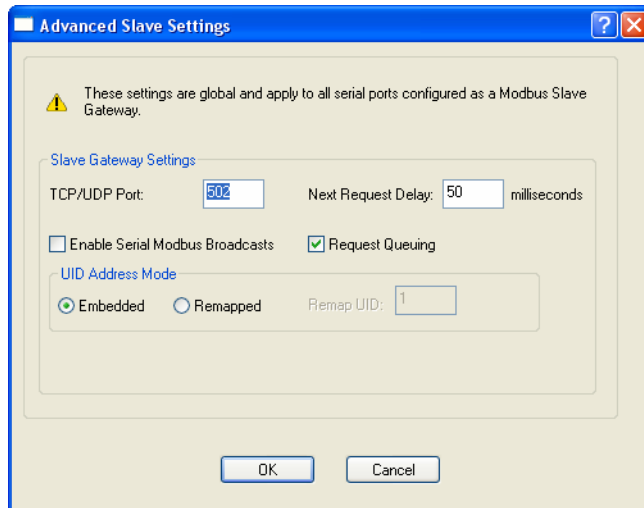 Advanced Slave Settings
These settings are global and apply to all serial ports configured as a Modbus Slave
Gateway.
Slave Gateway Settings
TCP/UDP Port: 502 Next Request Delay: 50 milliseconds
Enable Serial Modbus Broadcasts Request Queuing
UID Address Mode
Embedded Remapped Remap UID: 1
OK Cancel